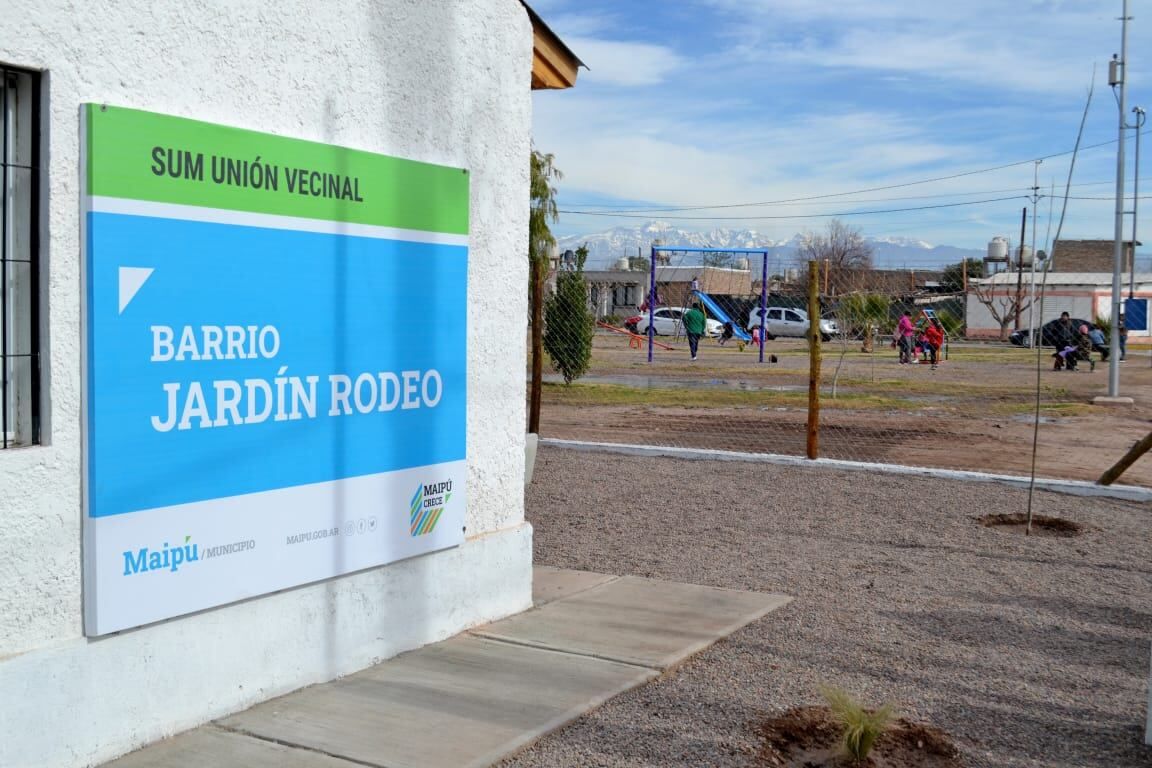 SUM UNIÓN VECINAL
BARRIO
JARDÍN RODEO
Maipú / MUNICIPIO
MAIPU.GOB.AR
MAIPÚ
CRECE